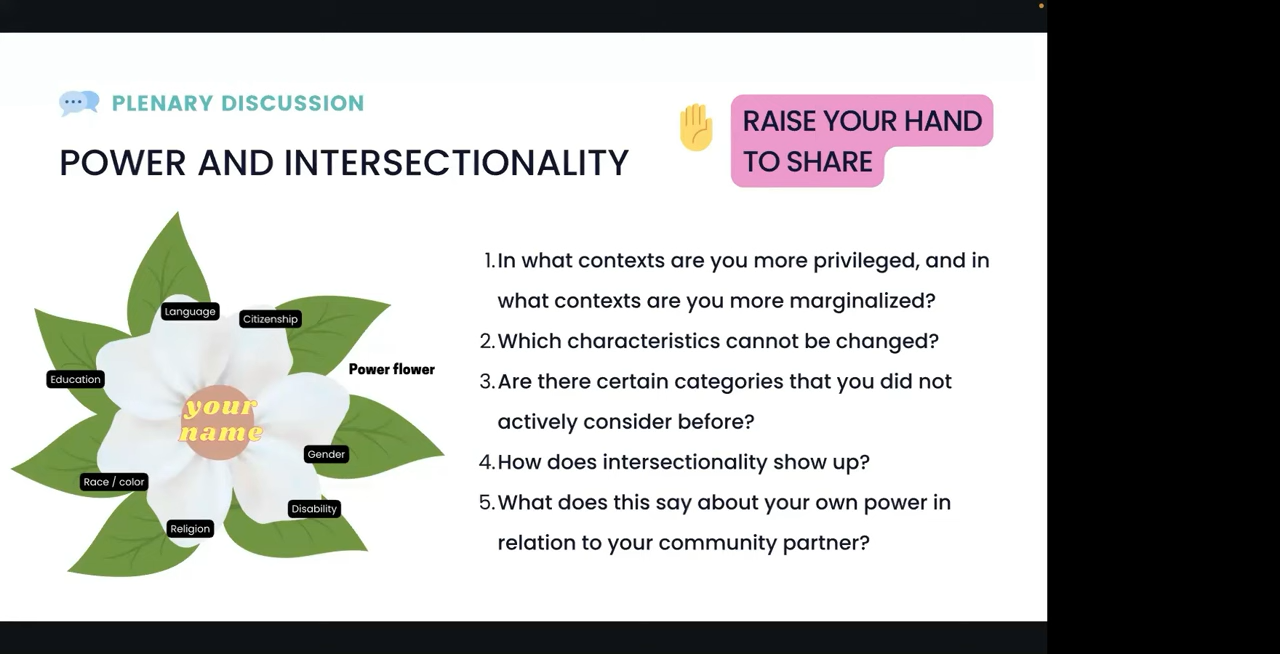 PLENARY DISCUSSION
POWER AND INTERSECTIONALITY
RAISE YOUR HAND
TO SHARE
Language
Citizenship
Power flower
Education
your
name
Gender
Race / color
Disability
Religion
1. In what contexts are you more privileged, and in
what contexts are you more marginalized?
2. Which characteristics cannot be changed?
3. Are there certain categories that you did not
actively consider before?
4. How does intersectionality show up?
5. What does this say about your own power in
relation to your community partner?